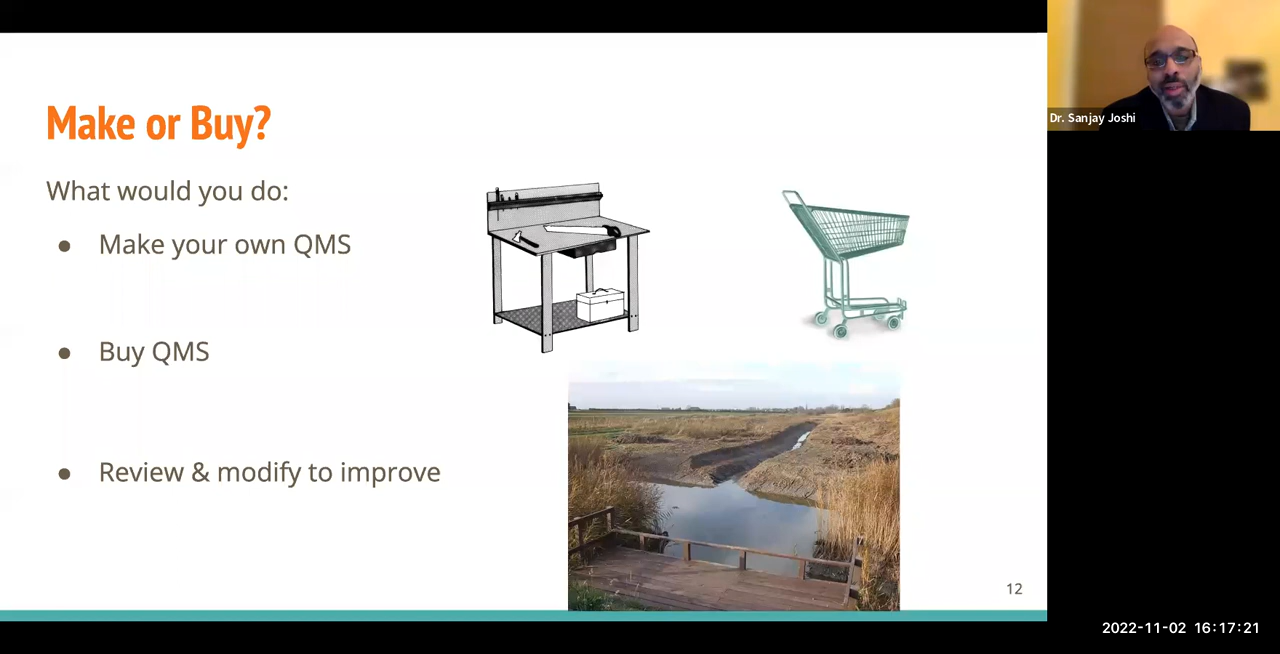 Make or Buy?
What would you do:
● Make your own QMS
● Buy QMS
● Review & modify to improve
12
Dr. Sanjay Joshi
2022-11-02 16:17:21